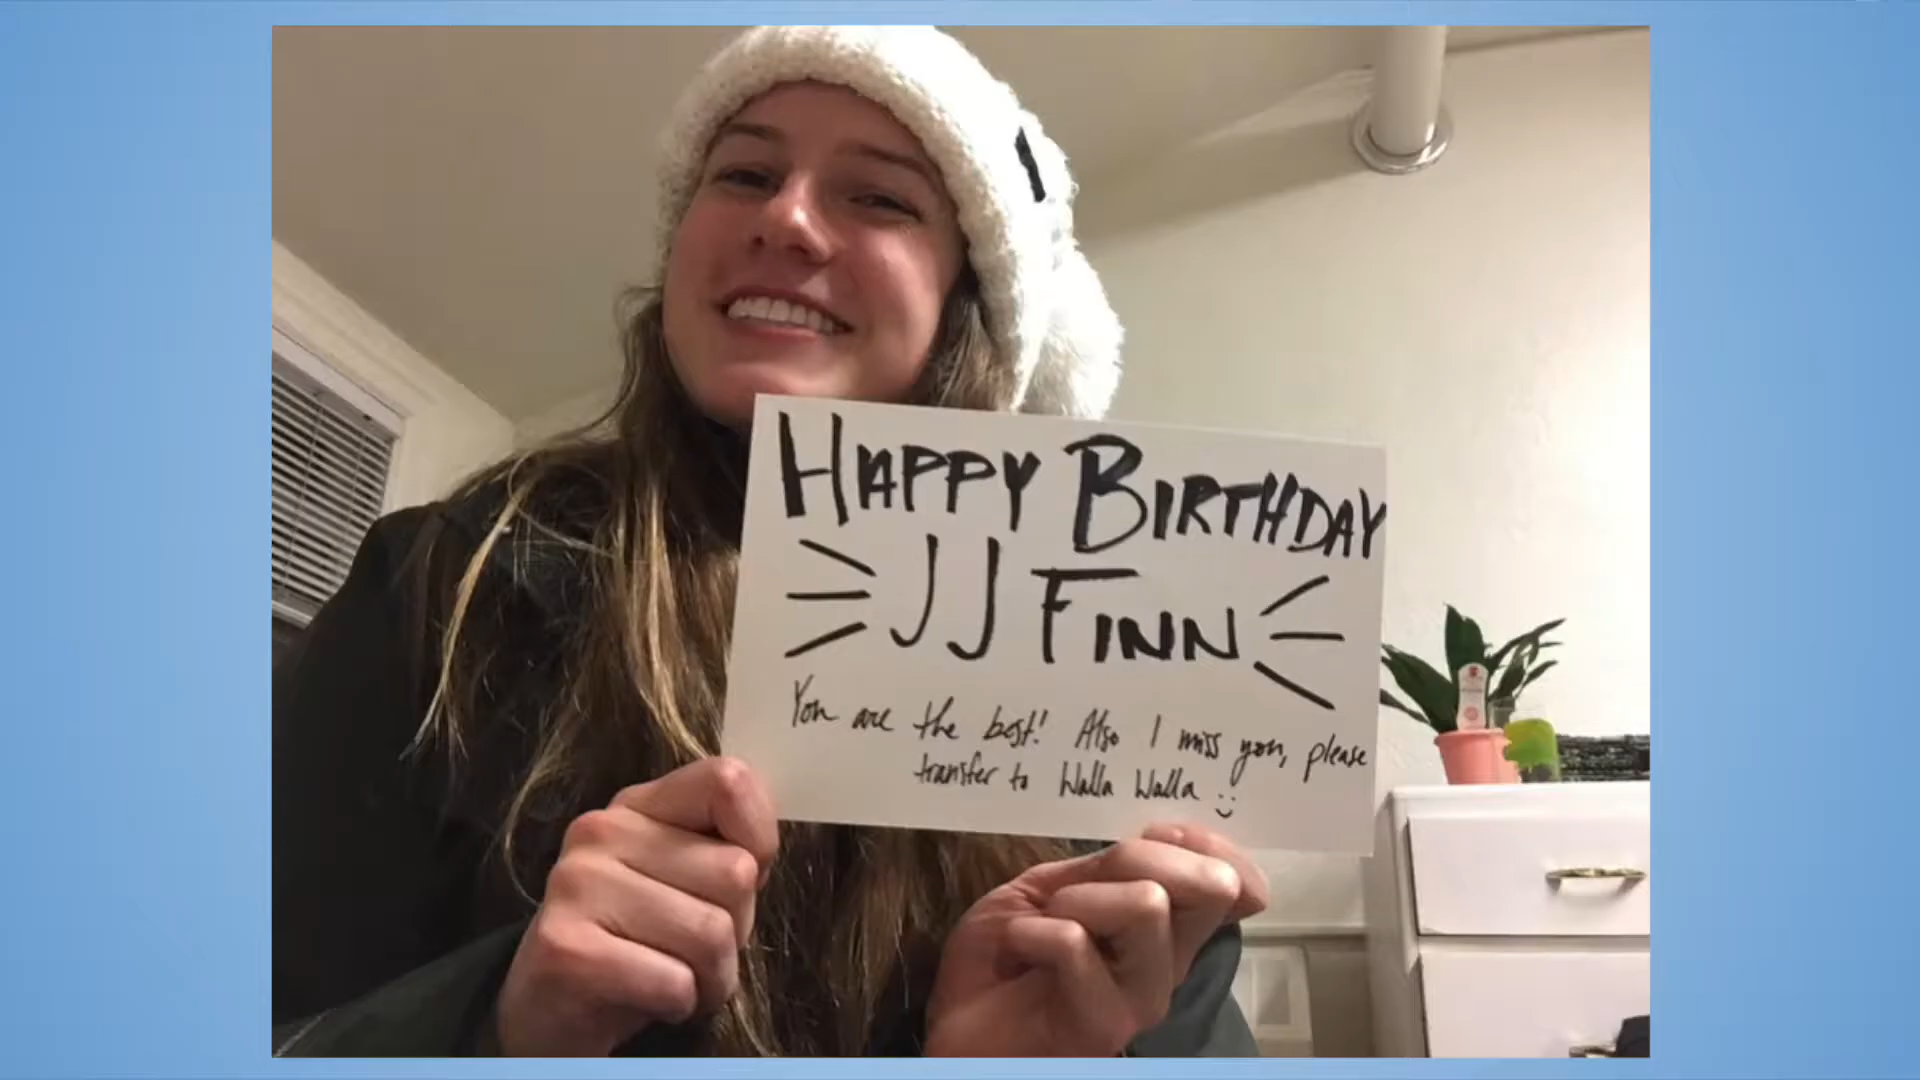 HAPPY BIRTHDAY
JJ FINN
You are the best! Also I miss you, please
transfer to Walla Walla :)